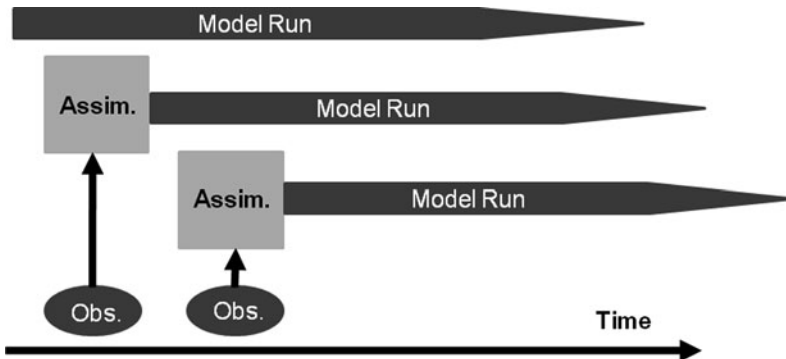 Model Run
Assim.
Model Run
Assim.
Model Run
Obs.
Obs.
Time